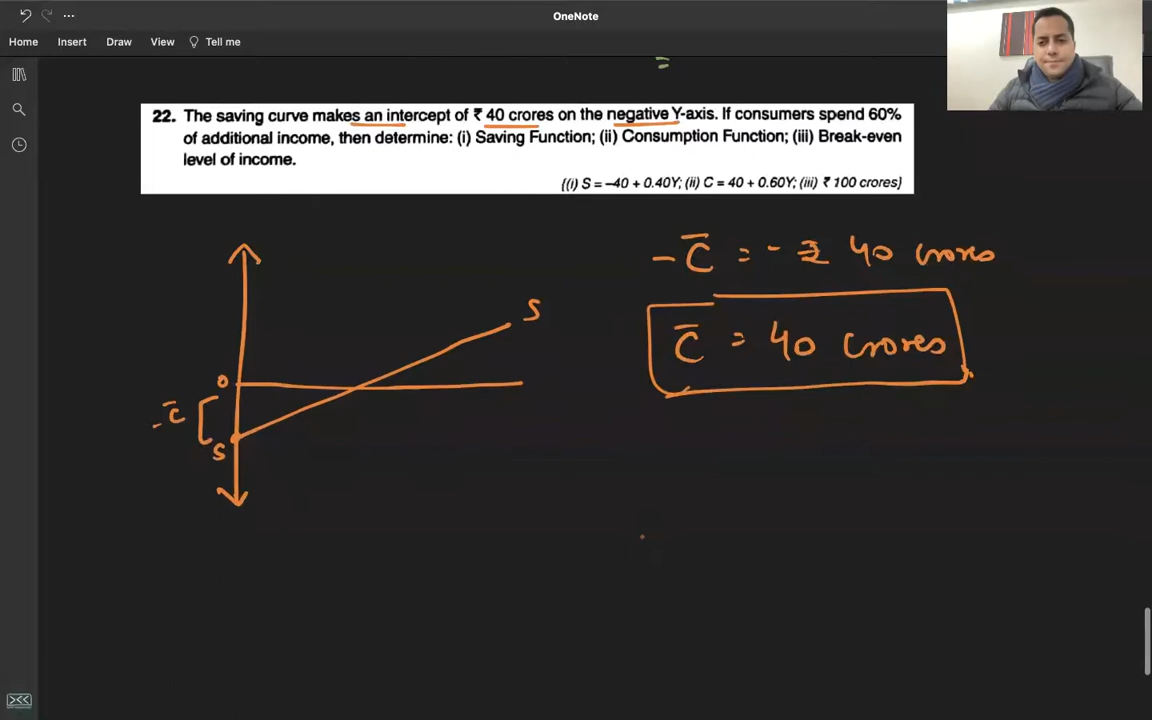 OneNote
Home Insert Draw View Tell me
=
22. The saving curve makes an intercept of ₹ 40 crores on the negative Y-axis. If consumers spend 60%
of additional income, then determine: (i) Saving Function; (ii) Consumption Function; (iii) Break-even
level of income.
{(i) S = –40 + 0.40Y; (ii) C = 40 + 0.60Y; (iii) ₹ 100 crores}
- C̄ = - ₹ 40 crores
S
C̄ = 40 crores
O
- C̄
S